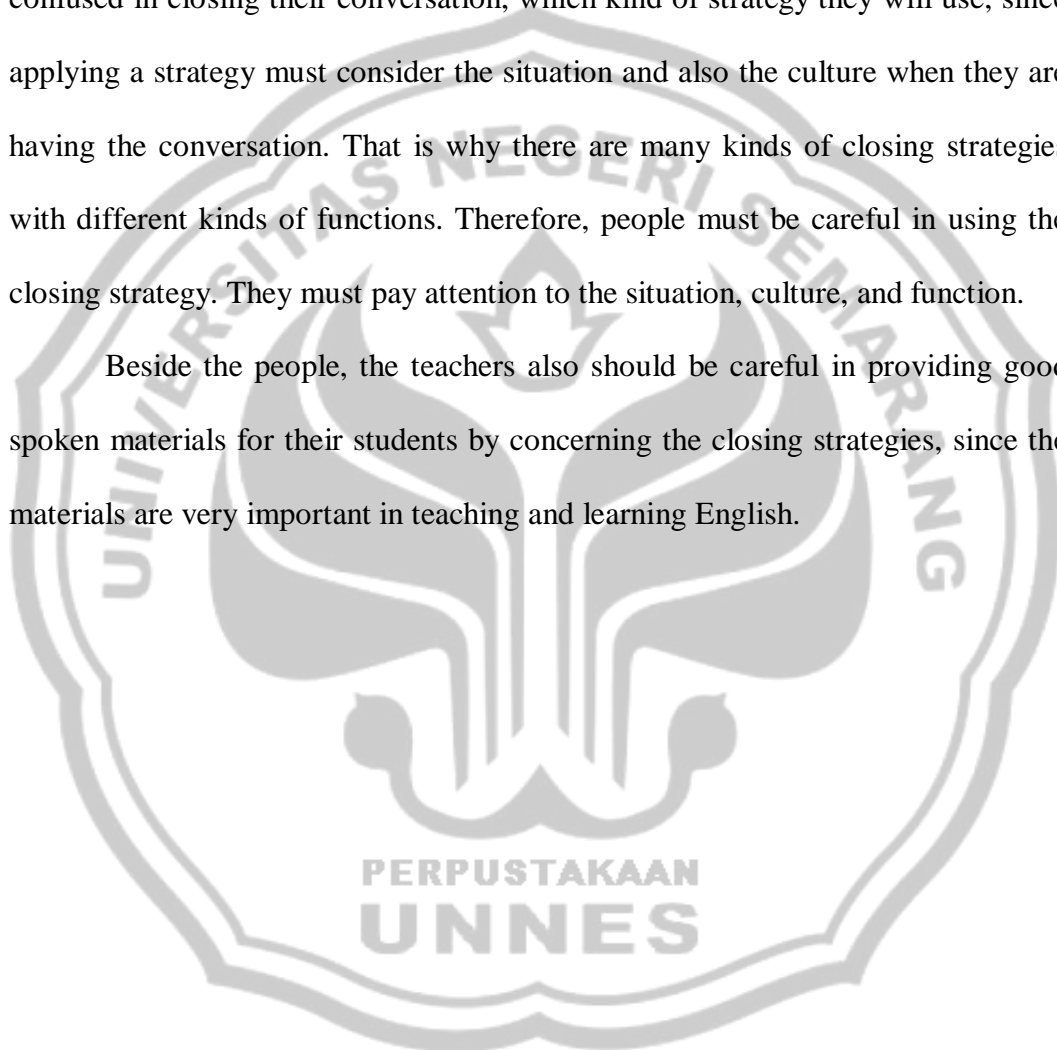 confused in closing their conversation, which kind of strategy they will use, since
applying a strategy must consider the situation and also the culture when they are
having the conversation. That is why there are many kinds of closing strategies
with different kinds of functions. Therefore, people must be careful in using the
closing strategy. They must pay attention to the situation, culture, and function.
Beside the people, the teachers also should be careful in providing good
spoken materials for their students by concerning the closing strategies, since the
materials are very important in teaching and learning English.
UNIVERSITAS NEGERI SEMARANG
PERPUSTAKAAN
UNNES